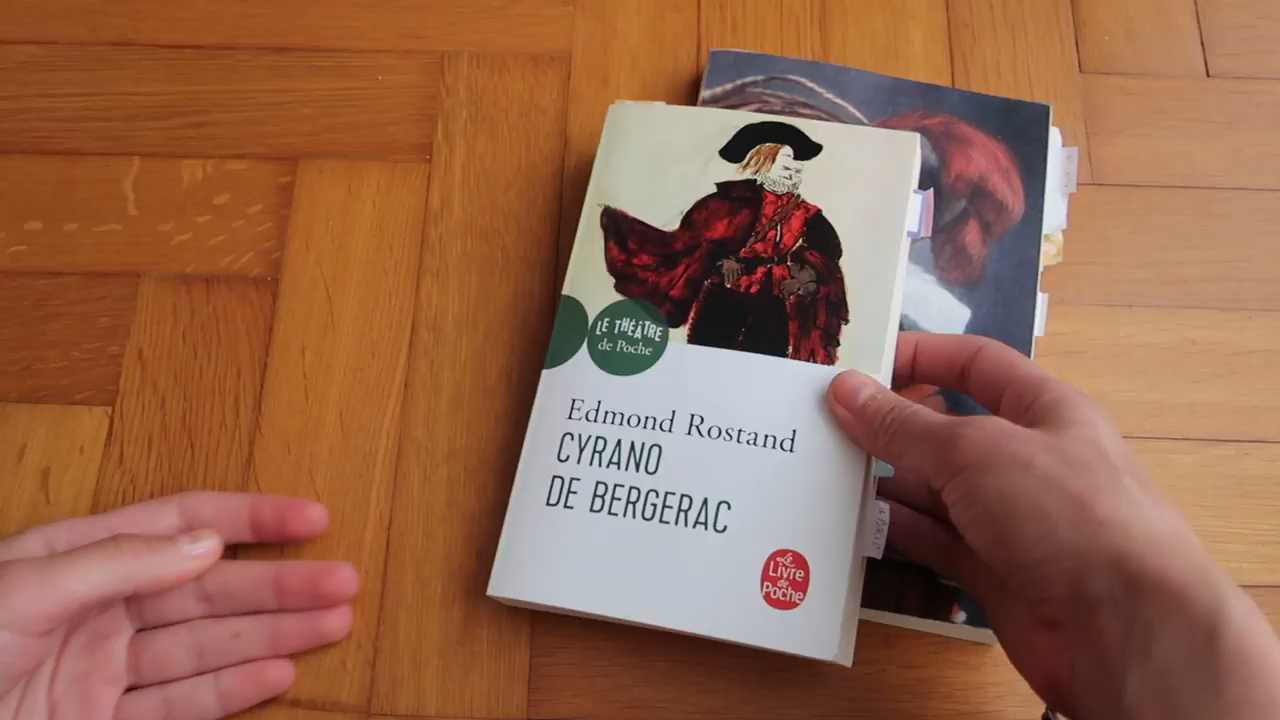 LE THÉÂTRE
de Poche
Edmond Rostand
CYRANO
DE BERGERAC
Le
Livre
de
Poche